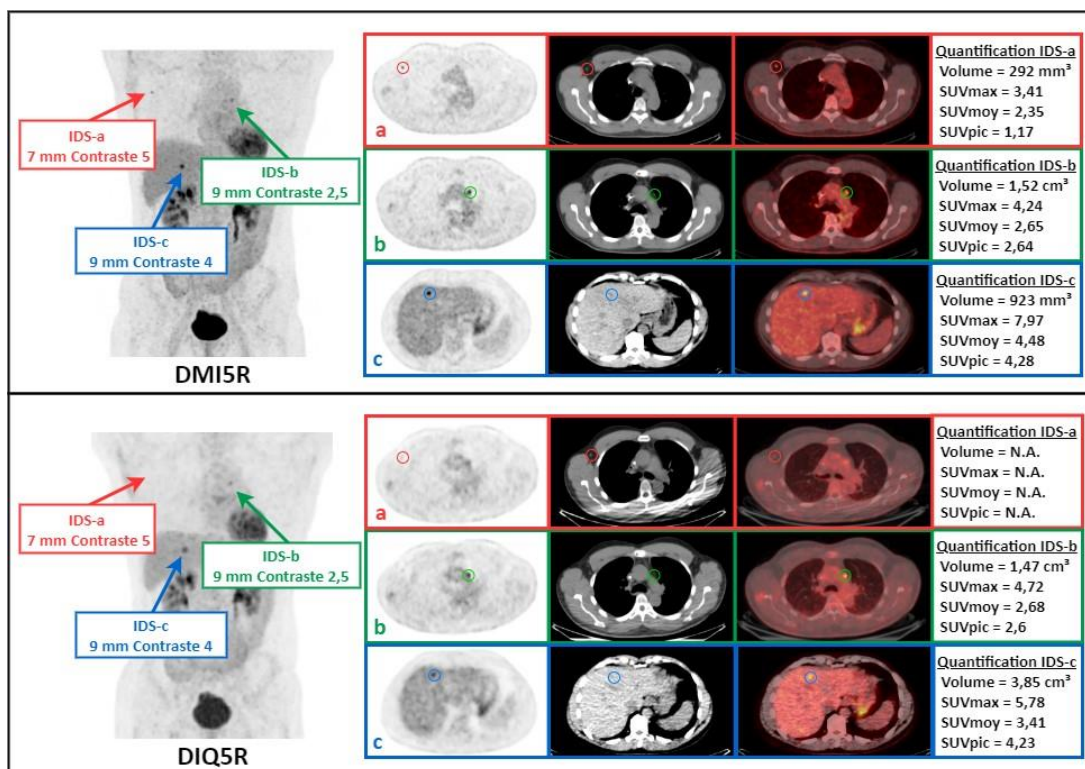 IDS-a
7 mm Contraste 5
IDS-b
9 mm Contraste 2,5
IDS-c
9 mm Contraste 4
DMI5R
a
Quantification IDS-a
Volume = 292 mm³
SUVmax = 3,41
SUVmoy = 2,35
SUVpic = 1,17
b
Quantification IDS-b
Volume = 1,52 cm³
SUVmax = 4,24
SUVmoy = 2,65
SUVpic = 2,64
c
Quantification IDS-c
Volume = 923 mm³
SUVmax = 7,97
SUVmoy = 4,48
SUVpic = 4,28
IDS-a
7 mm Contraste 5
IDS-b
9 mm Contraste 2,5
IDS-c
9 mm Contraste 4
DIQ5R
a
Quantification IDS-a
Volume = N.A.
SUVmax = N.A.
SUVmoy = N.A.
SUVpic = N.A.
b
Quantification IDS-b
Volume = 1,47 cm³
SUVmax = 4,72
SUVmoy = 2,68
SUVpic = 2,6
c
Quantification IDS-c
Volume = 3,85 cm³
SUVmax = 5,78
SUVmoy = 3,41
SUVpic = 4,23